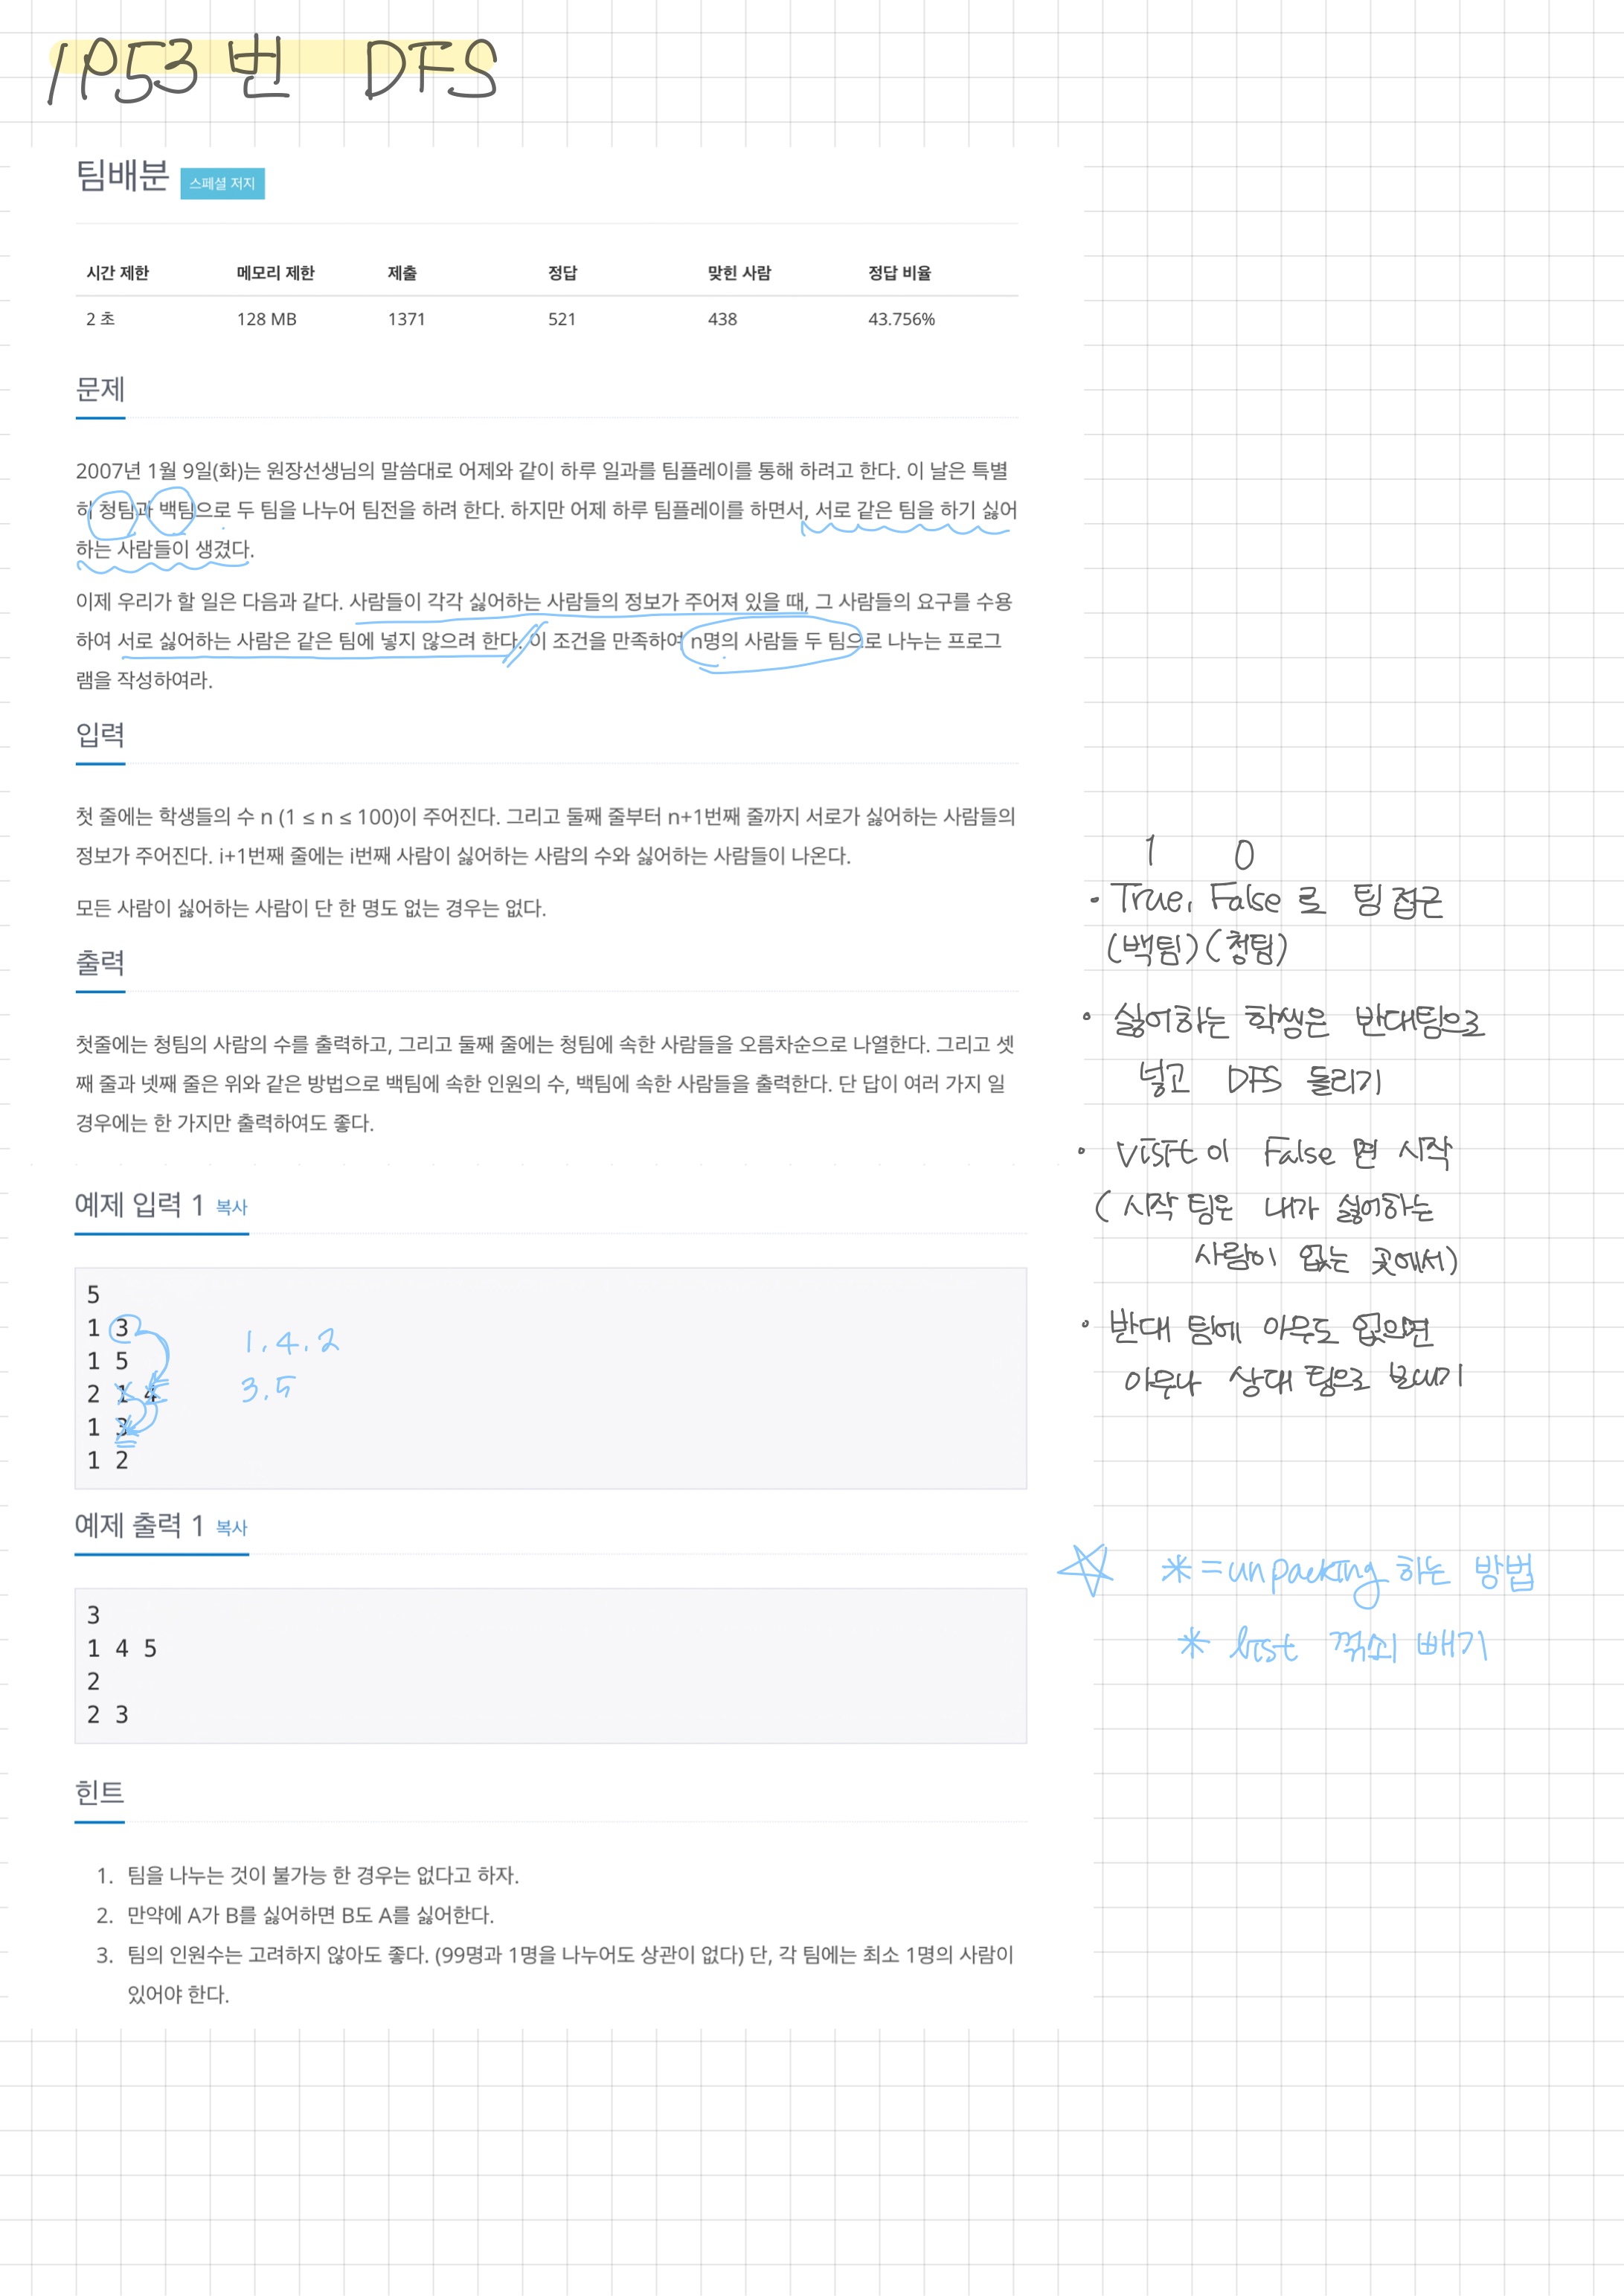 1953번 DFS
팀배분 스페셜 저지
시간 제한 메모리 제한 제출 정답 맞힌 사람 정답 비율
2 초 128 MB 1371 521 438 43.756%
문제
2007년 1월 9일(화)는 원장선생님의 말씀대로 어제와 같이 하루 일과를 팀플레이를 통해 하려고 한다. 이 날은 특별
히 청팀과 백팀으로 두 팀을 나누어 팀전을 하려 한다. 하지만 어제 하루 팀플레이를 하면서, 서로 같은 팀을 하기 싫어
하는 사람들이 생겼다.
이제 우리가 할 일은 다음과 같다. 사람들이 각각 싫어하는 사람들의 정보가 주어져 있을 때, 그 사람들의 요구를 수용
하여 서로 싫어하는 사람은 같은 팀에 넣지 않으려 한다. 이 조건을 만족하여 n명의 사람들 두 팀으로 나누는 프로그
램을 작성하여라.
입력
첫 줄에는 학생들의 수 n (1 ≤ n ≤ 100)이 주어진다. 그리고 둘째 줄부터 n+1번째 줄까지 서로가 싫어하는 사람들의
정보가 주어진다. i+1번째 줄에는 i번째 사람이 싫어하는 사람의 수와 싫어하는 사람들이 나온다.
모든 사람이 싫어하는 사람이 단 한 명도 없는 경우는 없다.
출력
첫줄에는 청팀의 사람의 수를 출력하고, 그리고 둘째 줄에는 청팀에 속한 사람들을 오름차순으로 나열한다. 그리고 셋
째 줄과 넷째 줄은 위와 같은 방법으로 백팀에 속한 인원의 수, 백팀에 속한 사람들을 출력한다. 단 답이 여러 가지 일
경우에는 한 가지만 출력하여도 좋다.
1 0
· True, False 로 팀 접근
(백팀) (청팀)
· 싫어하는 학생은 반대팀으로
넣고 DFS 돌리기
· visit이 False 면 시작
( 시작 팀은 내가 싫어하는
사람이 없는 곳에서)
· 반대 팀에 아무도 없으면
아무나 상대 팀으로 보내기
예제 입력 1 복사
5
1 3
1 5
2 1 4
1 3
1 2
1. 4. 2
3. 5
예제 출력 1 복사
3
1 4 5
2
2 3
☆ * = unpacking 하는 방법
* list 꺽쇠 빼기
힌트
1. 팀을 나누는 것이 불가능 한 경우는 없다고 하자.
2. 만약에 A가 B를 싫어하면 B도 A를 싫어한다.
3. 팀의 인원수는 고려하지 않아도 좋다. (99명과 1명을 나누어도 상관이 없다) 단, 각 팀에는 최소 1명의 사람이
있어야 한다.